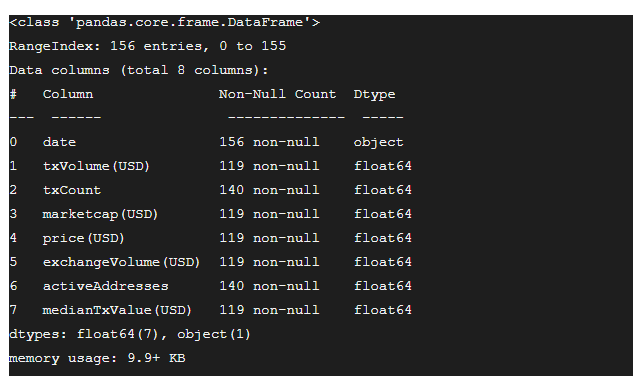 <class 'pandas.core.frame.DataFrame'>
RangeIndex: 156 entries, 0 to 155
Data columns (total 8 columns):
#   Column                Non-Null Count  Dtype
---  ------                --------------  -----
0   date                  156 non-null    object
1   txVolume(USD)         119 non-null    float64
2   txCount               140 non-null    float64
3   marketcap(USD)        119 non-null    float64
4   price(USD)            119 non-null    float64
5   exchangeVolume(USD)   119 non-null    float64
6   activeAddresses       140 non-null    float64
7   medianTxValue(USD)    119 non-null    float64
dtypes: float64(7), object(1)
memory usage: 9.9+ KB